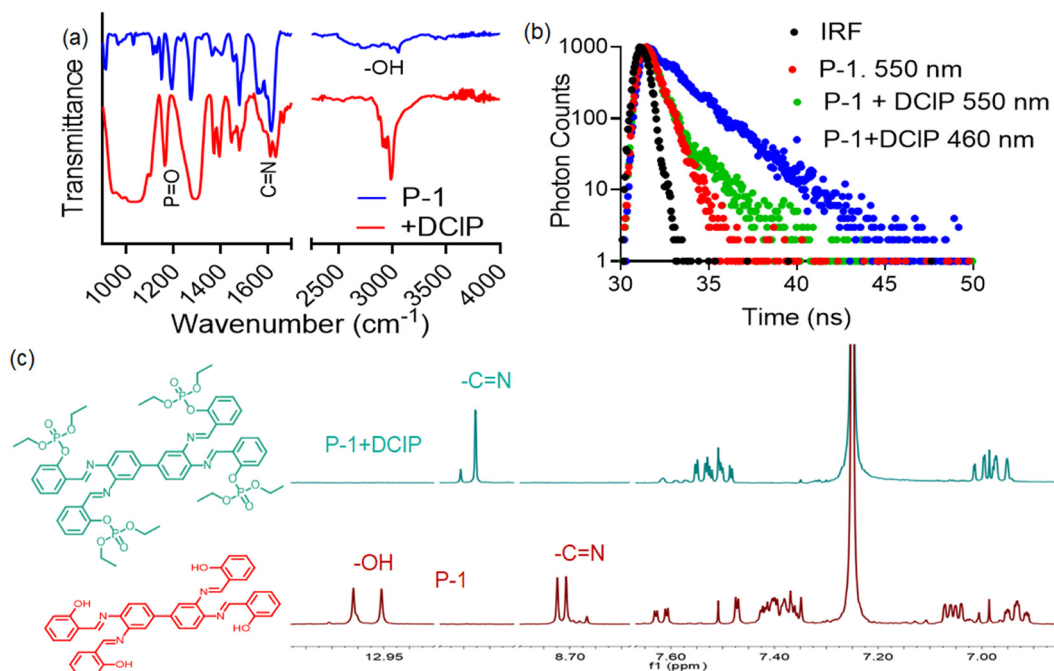 (a)
Transmittance
-OH
P=O
C=N
P-1
+DCIP
1000 1200 1400 1600 2500 3000 3500 4000
Wavenumber (cm⁻¹)
(b)
Photon Counts
1000
100
10
1
30 35 40 45 50
Time (ns)
IRF
P-1. 550 nm
P-1 + DCIP 550 nm
P-1+DCIP 460 nm
(c)
-C=N
P-1+DCIP
-OH
P-1
-C=N
12.95 8.70 7.60 7.40 7.20 7.00
f1 (ppm)